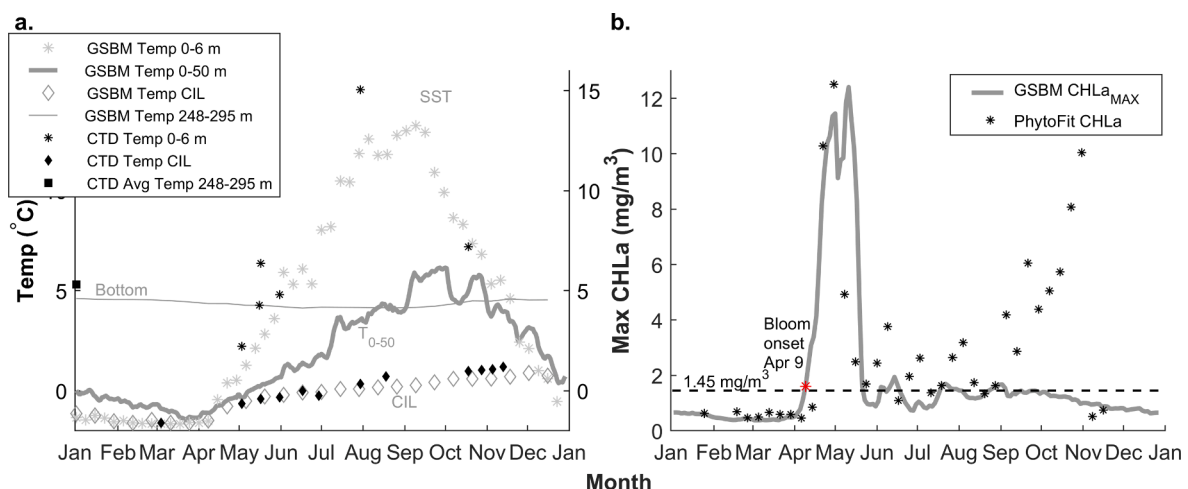 a.
GSBM Temp 0-6 m
GSBM Temp 0-50 m
GSBM Temp CIL
GSBM Temp 248-295 m
CTD Temp 0-6 m
CTD Temp CIL
CTD Avg Temp 248-295 m
SST
Bottom
T0-50
CIL
Temp (°C)
10
5
0
15
10
5
0
Jan Feb Mar Apr May Jun Jul Aug Sep Oct Nov Dec Jan
b.
GSBM CHLaMAX
PhytoFit CHLa
Max CHLa (mg/m3)
12
10
8
6
4
2
0
Bloom
onset
Apr 9
1.45 mg/m3
Jan Feb Mar Apr May Jun Jul Aug Sep Oct Nov Dec Jan
Month